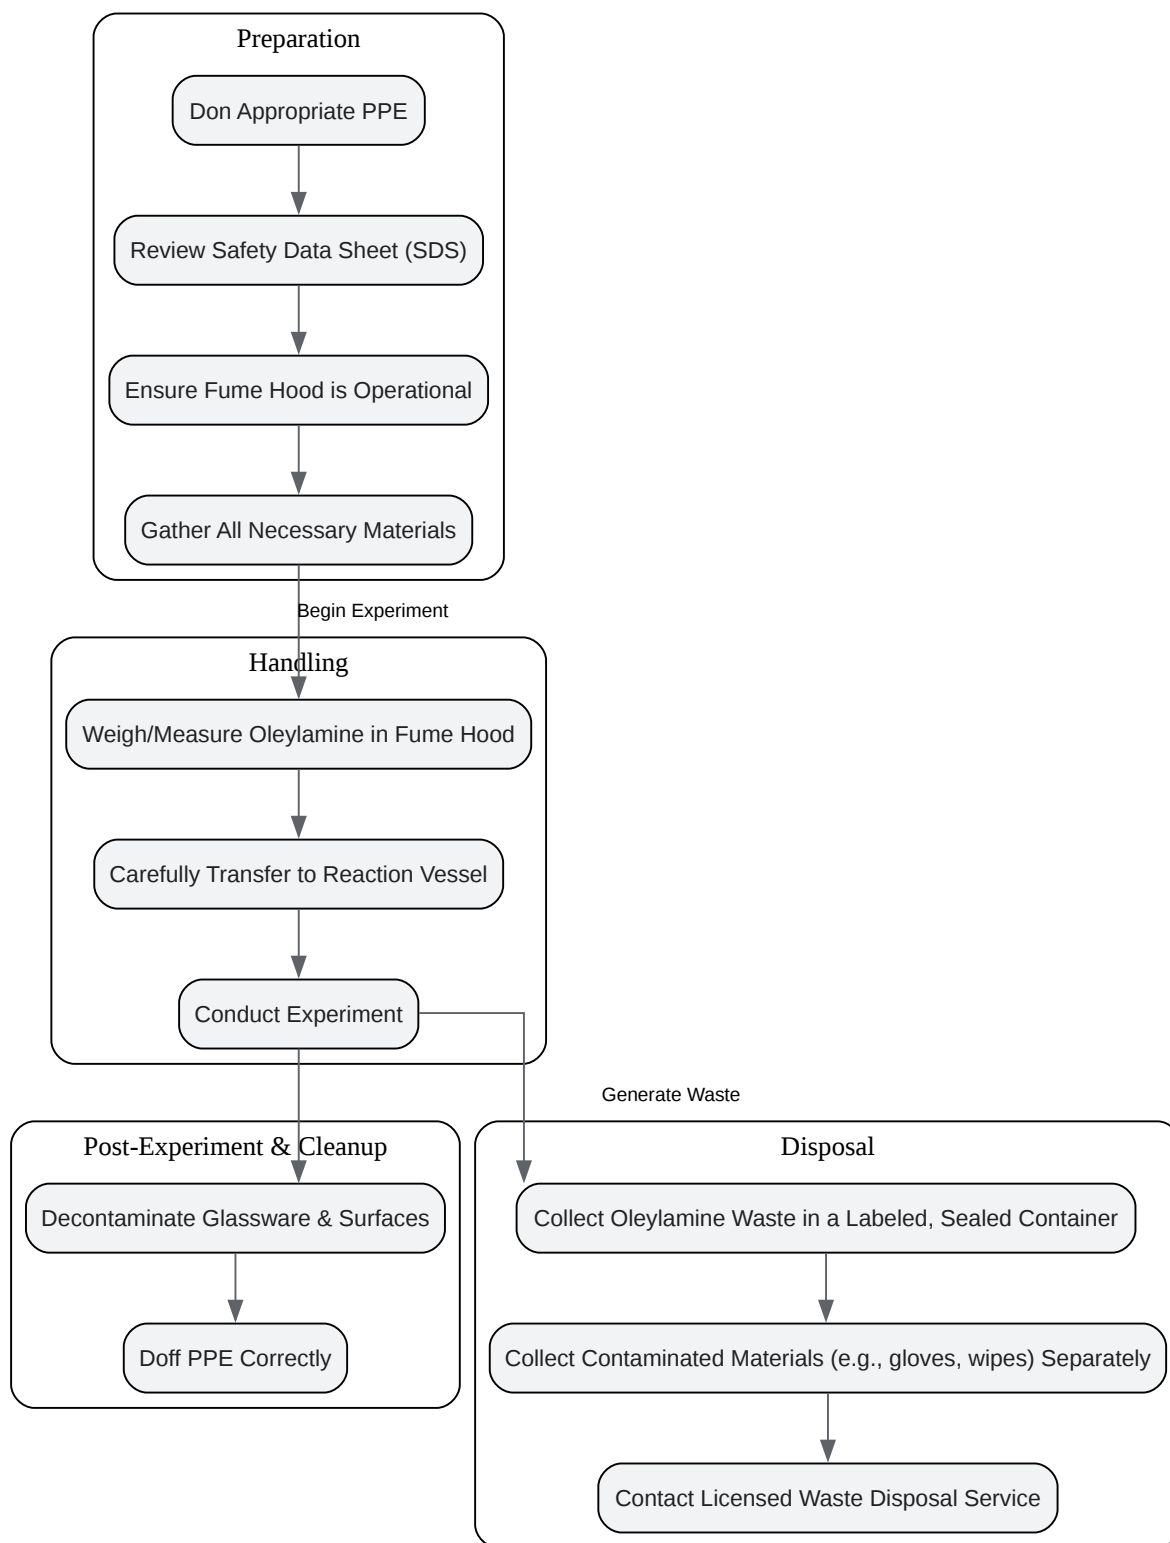 Preparation
Don Appropriate PPE
Review Safety Data Sheet (SDS)
Ensure Fume Hood is Operational
Gather All Necessary Materials
Begin Experiment
Handling
Weigh/Measure Oleylamine in Fume Hood
Carefully Transfer to Reaction Vessel
Conduct Experiment
Generate Waste
Post-Experiment & Cleanup
Decontaminate Glassware & Surfaces
Doff PPE Correctly
Disposal
Collect Oleylamine Waste in a Labeled, Sealed Container
Collect Contaminated Materials (e.g., gloves, wipes) Separately
Contact Licensed Waste Disposal Service